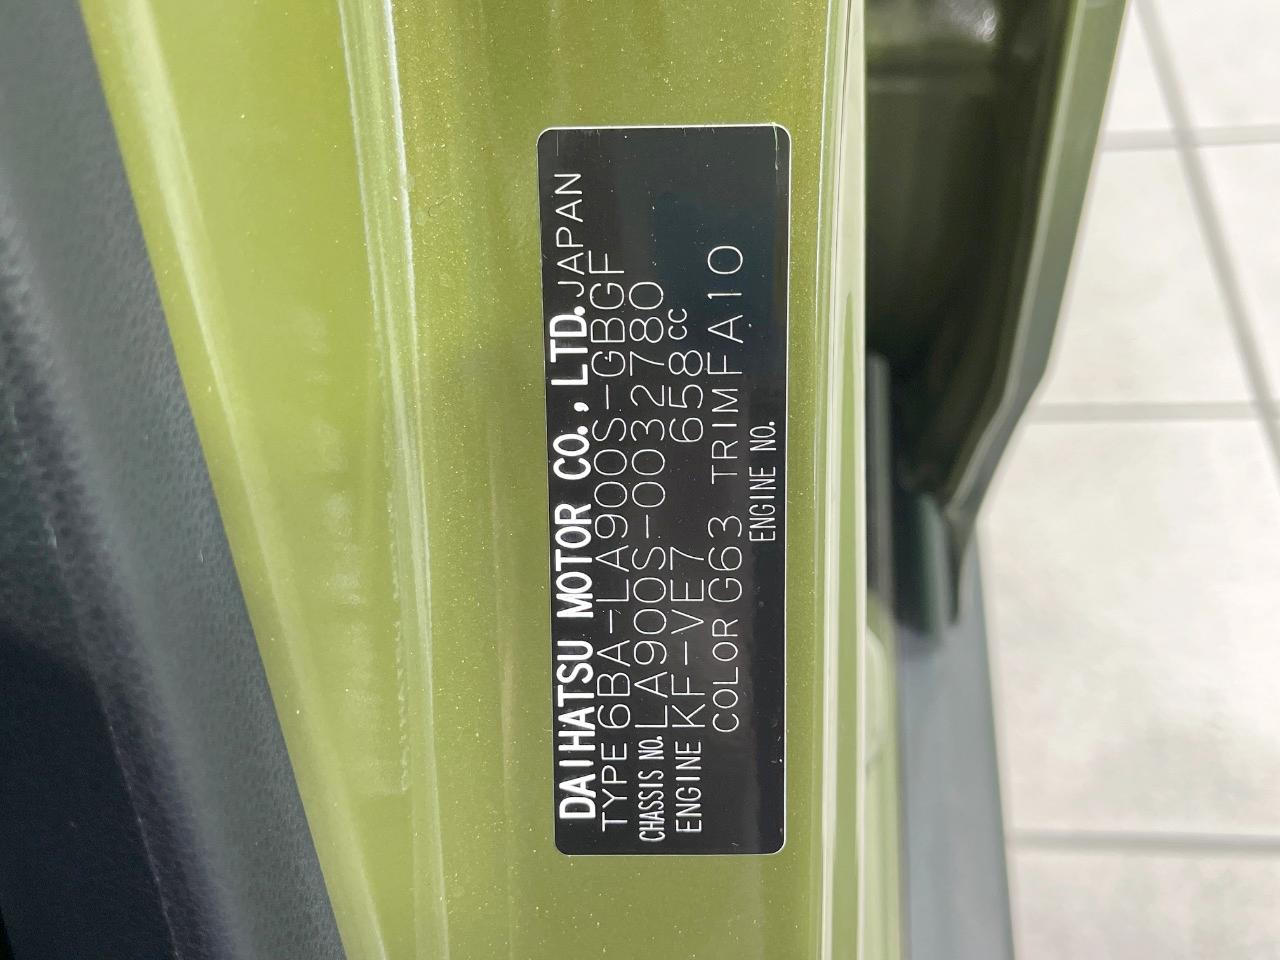 DAIHATSU MOTOR CO., LTD. JAPAN
TYPE 6BA-LA900S-GBGF
CHASSIS NO. LA900S-0032780
ENGINE KF-VE7 658cc
COLOR G63 TRIM FA10
ENGINE NO.